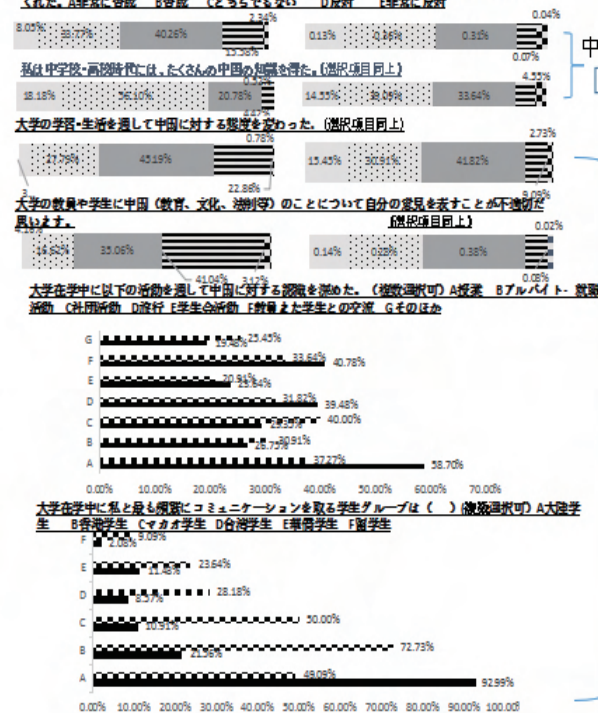 くれた。A非常に賛成 B賛成 Cどちらでもない D反対 E非常に反対
8.05% 33.77% 40.26% 15.58% 2.34%
0.13% 0.31% 0.07% 0.04%
中
私は中学校・高校時代には、たくさんの中国の知識を得た。(選択項目同上)
18.18% 56.10% 20.78%
14.55% 33.64% 4.55%
大学の学習・生活を通して中国に対する態度を変わった。(選択項目同上)
27.79% 45.19% 22.86% 0.78%
15.45% 30.91% 41.82% 9.09% 2.73%
大学の教員や学生に中国（教育、文化、法制等）のことについて自分の意見を表すことが不適切だ
思います。 (選択項目同上)
4.16% 16.62% 35.06% 41.04% 3.12%
0.14% 0.38% 0.08% 0.02%
大学在学中に以下の活動を通して中国に対する認識を深めた。（複数選択可）A授業 Bアルバイト・就職
活動 C社団活動 D旅行 E学生会活動 F教員また学生との交流 Gそのほか
G 19.48% 25.45%
F 33.64% 40.78%
E 20.91% 23.64%
D 31.82% 39.48%
C 29.35% 40.00%
B 26.75% 30.91%
A 37.27% 58.70%
0.00% 10.00% 20.00% 30.00% 40.00% 50.00% 60.00% 70.00%
大学在学中に私と最も頻繁にコミュニケーションを取る学生グループは（ ）(複数選択可) A大陸学
生 B香港学生 Cマカオ学生 D台湾学生 E華僑学生 F留学生
F 9.09% 2.08%
E 23.64% 11.43%
D 28.18% 8.57%
C 50.00% 10.91%
B 72.73% 21.56%
A 49.09% 92.99%
0.00% 10.00% 20.00% 30.00% 40.00% 50.00% 60.00% 70.00% 80.00% 90.00% 100.00%